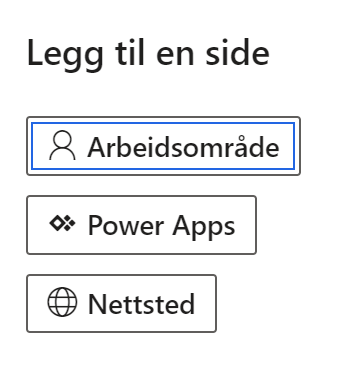 Legg til en side
Arbeidsområde
Power Apps
Nettsted